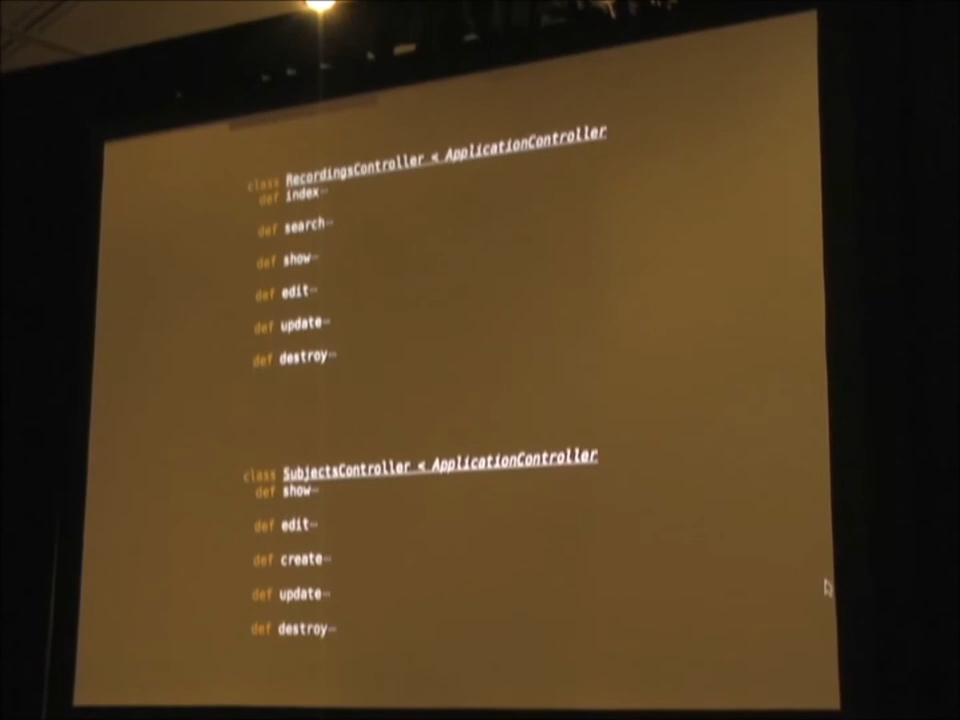 class RecordingsController < ApplicationController
def index…
def search…
def show…
def edit…
def update…
def destroy…
class SubjectsController < ApplicationController
def show…
def edit…
def create…
def update…
def destroy…